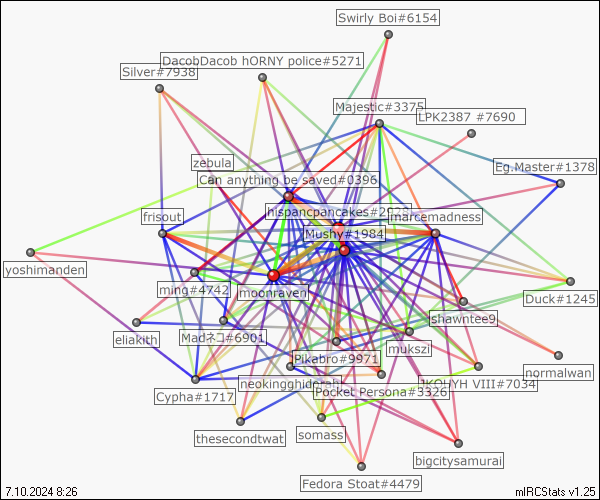 Swirly Boi#6154
DacobDacob hORNY police#5271
Silver#7938
Majestic#3375
LPK2387 #7690
zebula
Eg.Master#1378
Can anything be saved#0396
hispancpancakes#2025
frisout
marcemadness
Mushy#1984
yoshimanden
ming#4742
moonraven
Duck#1245
shawntee9
eliakith
Madネコ#6901
mukszi
Pikabro#9971
normalwan
neokingghidorah
JKOUYH VIII#7034
Cypha#1717
Pocket Persona#3326
thesecondtwat
somass
bigcitysamurai
Fedora Stoat#4479
7.10.2024 8:26
mIRCStats v1.25